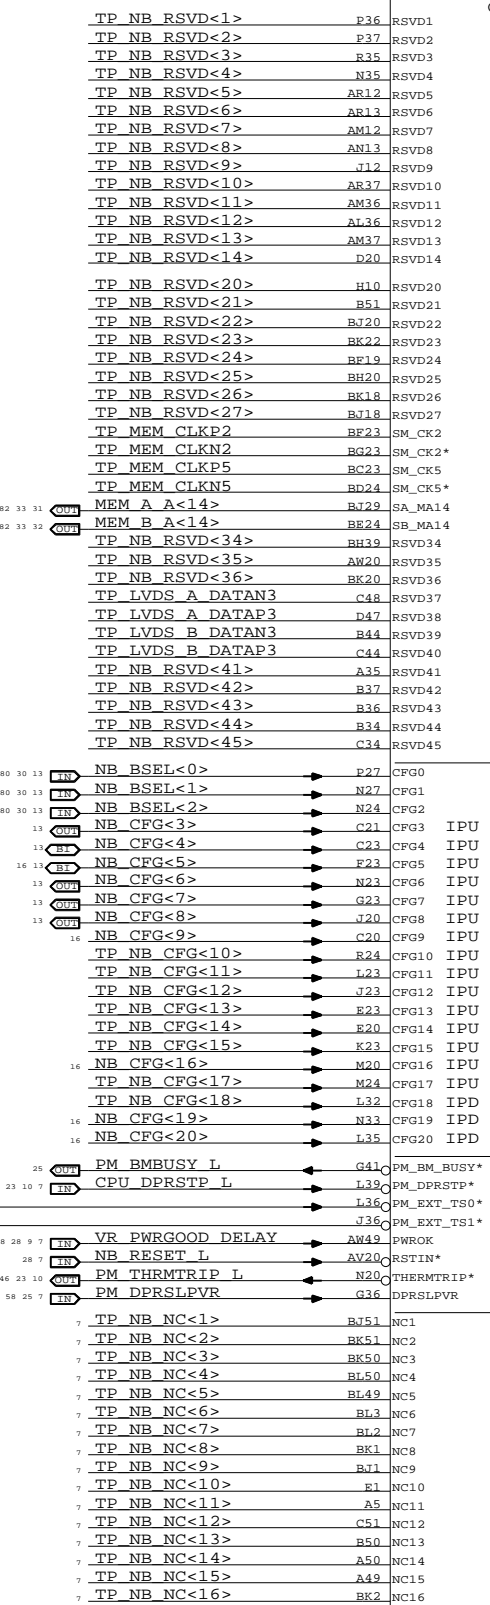 TP_NB_RSVD<1> P36 RSVD1
TP_NB_RSVD<2> P37 RSVD2
TP_NB_RSVD<3> R35 RSVD3
TP_NB_RSVD<4> N35 RSVD4
TP_NB_RSVD<5> AR12 RSVD5
TP_NB_RSVD<6> AR13 RSVD6
TP_NB_RSVD<7> AM12 RSVD7
TP_NB_RSVD<8> AN13 RSVD8
TP_NB_RSVD<9> J12 RSVD9
TP_NB_RSVD<10> AR37 RSVD10
TP_NB_RSVD<11> AM36 RSVD11
TP_NB_RSVD<12> AL36 RSVD12
TP_NB_RSVD<13> AM37 RSVD13
TP_NB_RSVD<14> D20 RSVD14
TP_NB_RSVD<20> H10 RSVD20
TP_NB_RSVD<21> B51 RSVD21
TP_NB_RSVD<22> BJ20 RSVD22
TP_NB_RSVD<23> BK22 RSVD23
TP_NB_RSVD<24> BF19 RSVD24
TP_NB_RSVD<25> BH20 RSVD25
TP_NB_RSVD<26> BK18 RSVD26
TP_NB_RSVD<27> BJ18 RSVD27
TP_MEM_CLKP2 BF23 SM_CK2
TP_MEM_CLKN2 BG23 SM_CK2*
TP_MEM_CLKP5 BC23 SM_CK5
TP_MEM_CLKN5 BD24 SM_CK5*
82 33 31 OUT MEM_A_A<14> BJ29 SA_MA14
82 33 32 OUT MEM_B_A<14> BE24 SB_MA14
TP_NB_RSVD<34> BH39 RSVD34
TP_NB_RSVD<35> AW20 RSVD35
TP_NB_RSVD<36> BK20 RSVD36
TP_LVDS_A_DATAN3 C48 RSVD37
TP_LVDS_A_DATAP3 D47 RSVD38
TP_LVDS_B_DATAN3 B44 RSVD39
TP_LVDS_B_DATAP3 C44 RSVD40
TP_NB_RSVD<41> A35 RSVD41
TP_NB_RSVD<42> B37 RSVD42
TP_NB_RSVD<43> B36 RSVD43
TP_NB_RSVD<44> B34 RSVD44
TP_NB_RSVD<45> C34 RSVD45
80 30 13 IN NB_BSEL<0> P27 CFG0
80 30 13 IN NB_BSEL<1> N27 CFG1
80 30 13 IN NB_BSEL<2> N24 CFG2
13 OUT NB_CFG<3> C21 CFG3 IPU
13 BI NB_CFG<4> C23 CFG4 IPU
16 13 BI NB_CFG<5> F23 CFG5 IPU
13 OUT NB_CFG<6> N23 CFG6 IPU
13 OUT NB_CFG<7> G23 CFG7 IPU
13 OUT NB_CFG<8> J20 CFG8 IPU
16 NB_CFG<9> C20 CFG9 IPU
TP_NB_CFG<10> R24 CFG10 IPU
TP_NB_CFG<11> L23 CFG11 IPU
TP_NB_CFG<12> J23 CFG12 IPU
TP_NB_CFG<13> E23 CFG13 IPU
TP_NB_CFG<14> E20 CFG14 IPU
TP_NB_CFG<15> K23 CFG15 IPU
16 NB_CFG<16> M20 CFG16 IPU
TP_NB_CFG<17> M24 CFG17 IPU
TP_NB_CFG<18> L32 CFG18 IPD
16 NB_CFG<19> N33 CFG19 IPD
16 NB_CFG<20> L35 CFG20 IPD
25 OUT PM_BMBUSY_L G41 PM_BM_BUSY*
23 10 7 IN CPU_DPRSTP_L L39 PM_DPRSTP*
L36 PM_EXT_TS0*
J36 PM_EXT_TS1*
8 28 9 7 IN VR_PWRGOOD_DELAY AW49 PWROK
28 7 IN NB_RESET_L AV20 RSTIN*
46 23 10 OUT PM_THRMTRIP_L N20 THERMTRIP*
58 25 7 IN PM_DPRSLPVR G36 DPRSLPVR
7 TP_NB_NC<1> BJ51 NC1
7 TP_NB_NC<2> BK51 NC2
7 TP_NB_NC<3> BK50 NC3
7 TP_NB_NC<4> BL50 NC4
7 TP_NB_NC<5> BL49 NC5
7 TP_NB_NC<6> BL3 NC6
7 TP_NB_NC<7> BL2 NC7
7 TP_NB_NC<8> BK1 NC8
7 TP_NB_NC<9> BJ1 NC9
7 TP_NB_NC<10> E1 NC10
7 TP_NB_NC<11> A5 NC11
7 TP_NB_NC<12> C51 NC12
7 TP_NB_NC<13> B50 NC13
7 TP_NB_NC<14> A50 NC14
7 TP_NB_NC<15> A49 NC15
7 TP_NB_NC<16> BK2 NC16